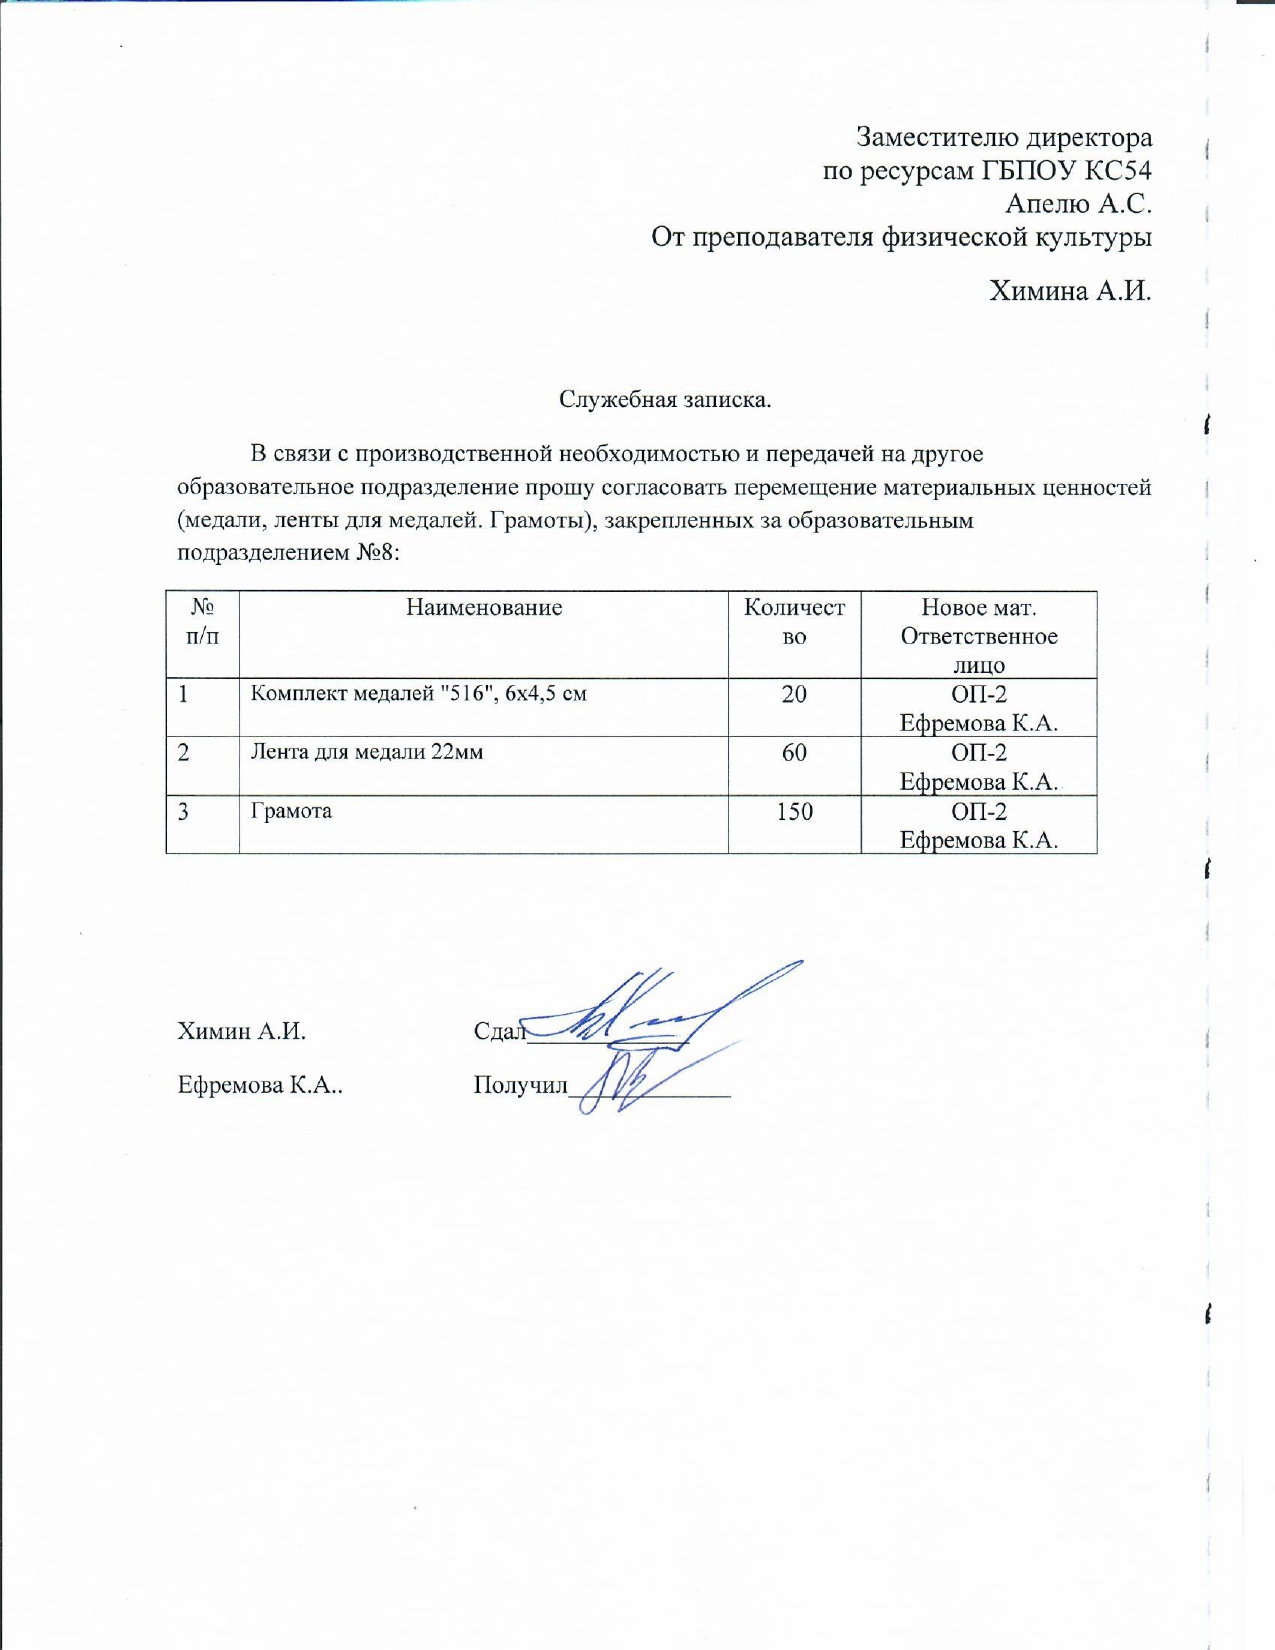 Заместителю директора
по ресурсам ГБПОУ КС54
Апелю А.С.
От преподавателя физической культуры
Химина А.И.
Служебная записка.
В связи с производственной необходимостью и передачей на другое
образовательное подразделение прошу согласовать перемещение материальных ценностей
(медали, ленты для медалей. Грамоты), закрепленных за образовательным
подразделением №8:
№ п/п Наименование Количест во Новое мат. Ответственное лицо
1 Комплект медалей "516", 6х4,5 см 20 ОП-2 Ефремова К.А.
2 Лента для медали 22мм 60 ОП-2 Ефремова К.А.
3 Грамота 150 ОП-2 Ефремова К.А.
Химин А.И. Сдал
Ефремова К.А.. Получил